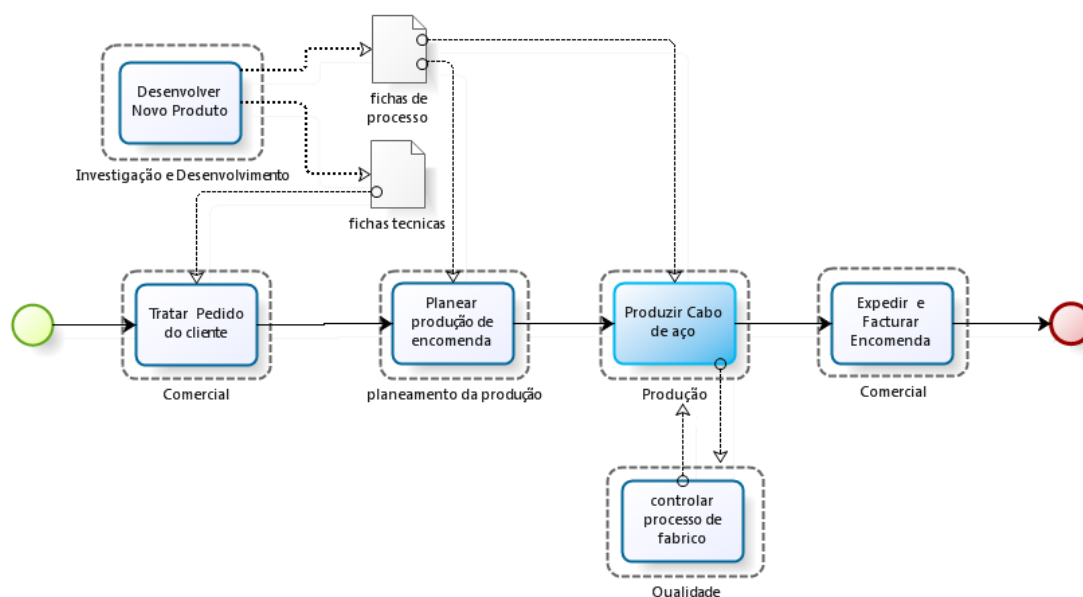 Desenvolver
Novo Produto
Investigação e Desenvolvimento
fichas de
processo
fichas tecnicas
Tratar Pedido
do cliente
Comercial
Planear
produção de
encomenda
planeamento da produção
Produzir Cabo
de aço
Produção
Expedir e
Facturar
Encomenda
Comercial
controlar
processo de
fabrico
Qualidade